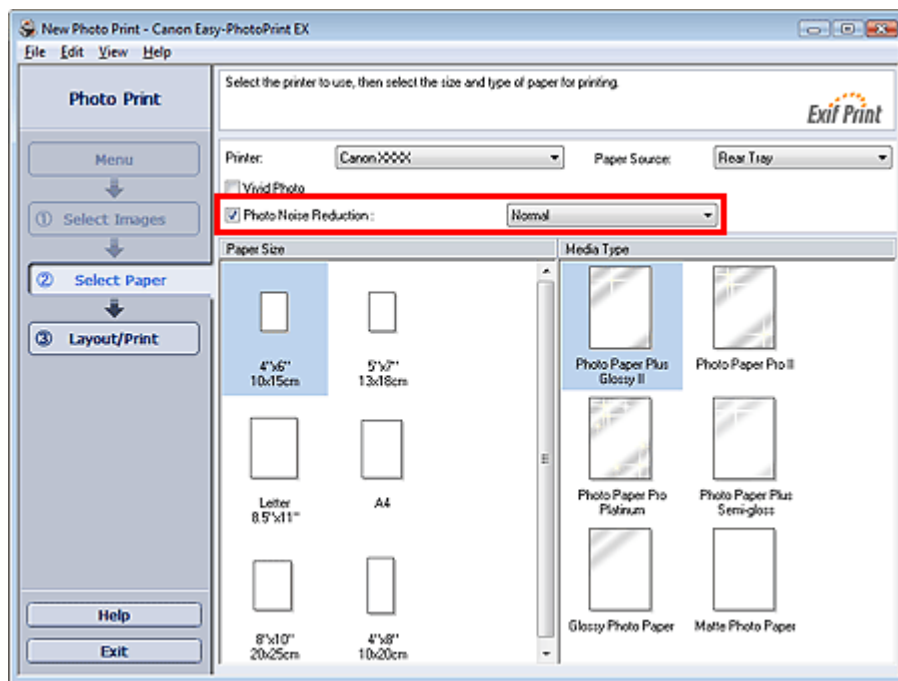 New Photo Print - Canon Easy-PhotoPrint EX
File Edit View Help
Photo Print
Select the printer to use, then select the size and type of paper for printing.
Exif Print
Menu
① Select Images
② Select Paper
③ Layout/Print
Help
Exit
Printer: Canon XXXX Paper Source: Rear Tray
Vivid Photo
Photo Noise Reduction : Normal
Paper Size
4"x6"
10x15cm
5"x7"
13x18cm
Letter
8.5"x11"
A4
8"x10"
20x25cm
4"x8"
10x20cm
Media Type
Photo Paper Plus
Glossy II
Photo Paper Pro II
Photo Paper Pro
Platinum
Photo Paper Plus
Semi-gloss
Glossy Photo Paper
Matte Photo Paper